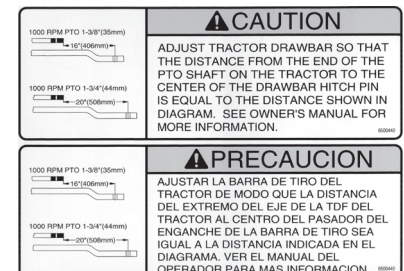 1000 RPM PTO 1-3/8"(35mm)
16"(406mm)
1000 RPM PTO 1-3/4"(44mm)
20"(508mm)
CAUTION
ADJUST TRACTOR DRAWBAR SO THAT
THE DISTANCE FROM THE END OF THE
PTO SHAFT ON THE TRACTOR TO THE
CENTER OF THE DRAWBAR HITCH PIN
IS EQUAL TO THE DISTANCE SHOWN IN
DIAGRAM. SEE OWNER'S MANUAL FOR
MORE INFORMATION.
1000 RPM PTO 1-3/8"(35mm)
16"(406mm)
1000 RPM PTO 1-3/4"(44mm)
20"(508mm)
PRECAUCION
AJUSTAR LA BARRA DE TIRO DEL
TRACTOR DE MODO QUE LA DISTANCIA
DEL EXTREMO DEL EJE DE LA TDF DEL
TRACTOR AL CENTRO DEL PASADOR DEL
ENGANCHE DE LA BARRA DE TIRO SEA
IGUAL A LA DISTANCIA INDICADA EN EL
DIAGRAMA. VER EL MANUAL DEL
OPERADOR PARA MAS INFORMACION